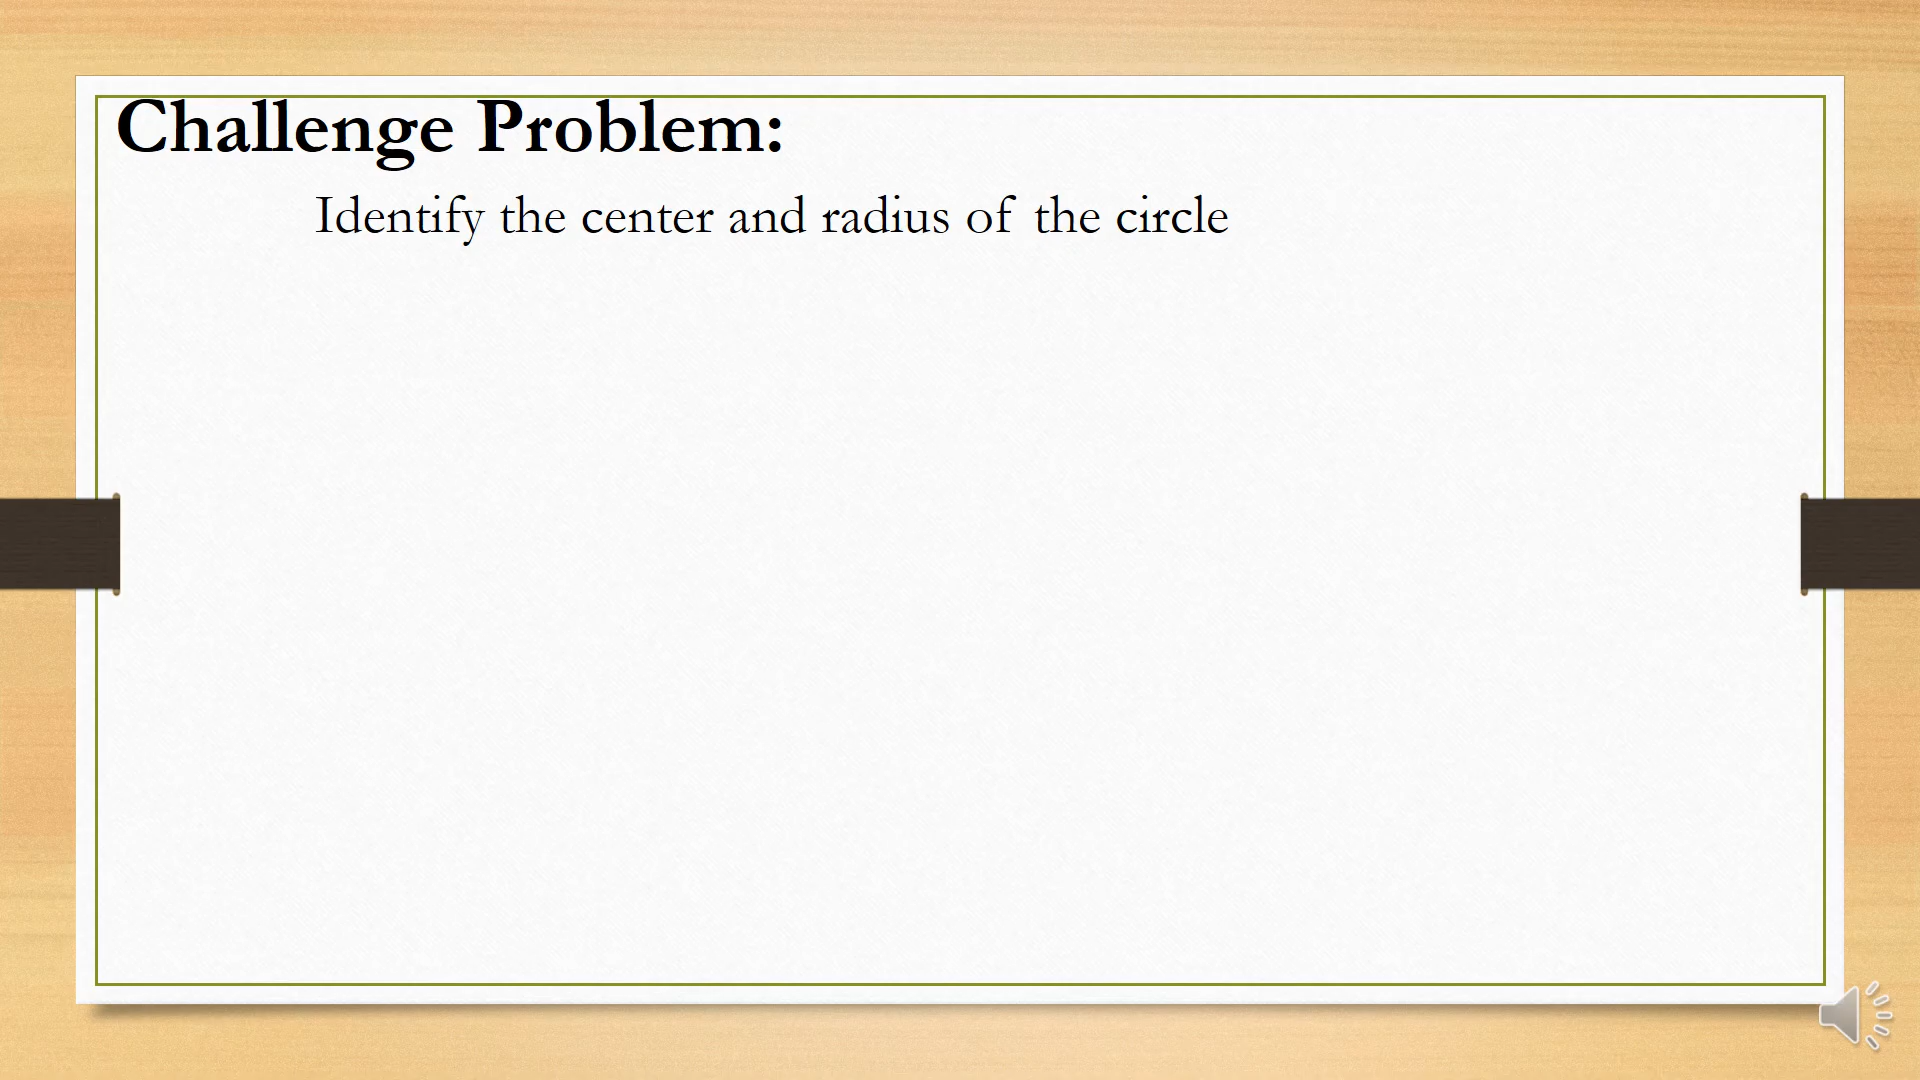 Challenge Problem:
Identify the center and radius of the circle